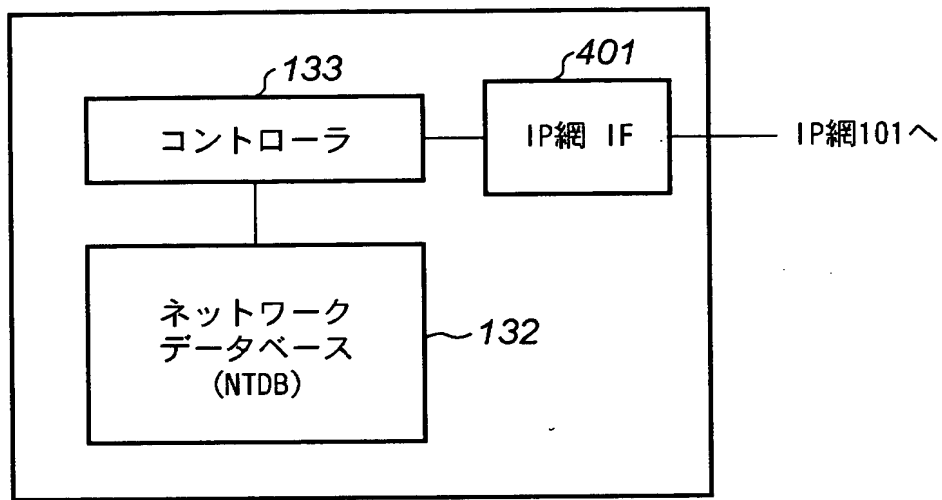 133
401
コントローラ
IP網 IF
IP網101へ
ネットワーク
データベース
(NTDB)
132